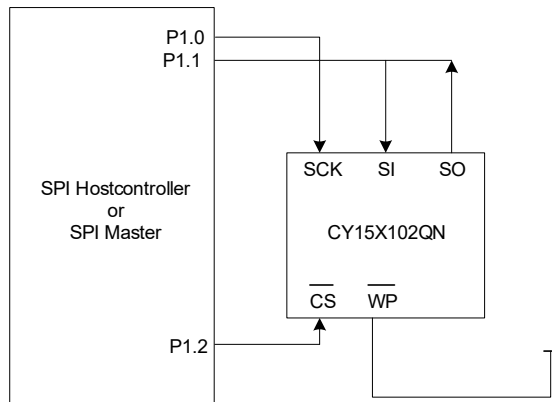 P1.0
P1.1
SPI Hostcontroller
or
SPI Master
P1.2
SCK SI SO
CY15X102QN
CS WP